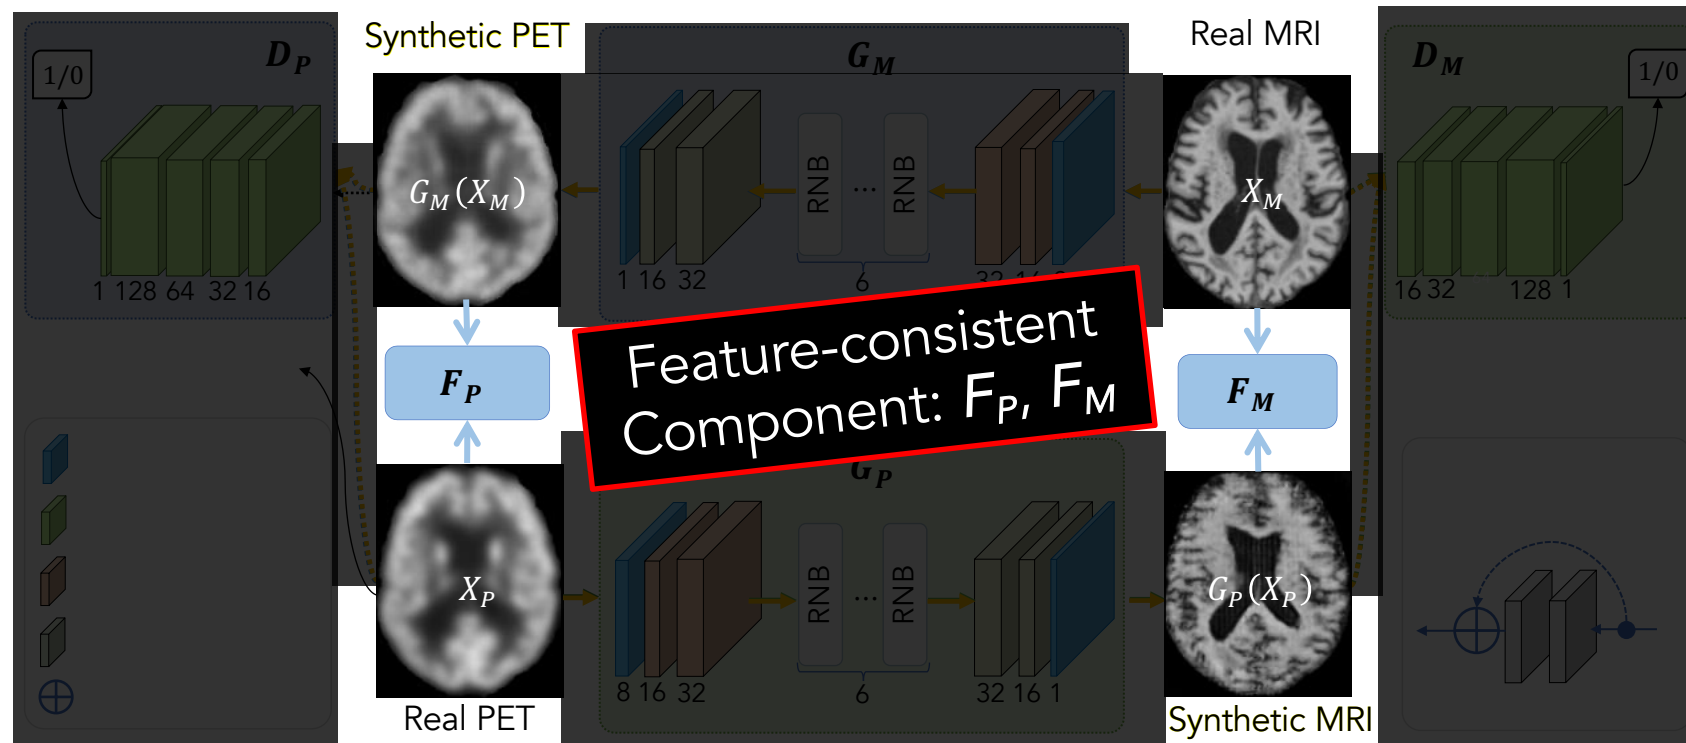 Synthetic PET
Real MRI
D_P
G_M
D_M
1/0
1/0
G_M(X_M)
RNB
...
RNB
X_M
1 128 64 32 16
1 16 32
6
32 16
16 32 128 1
F_P
Feature-consistent
Component: F_P, F_M
F_M
G_P
X_P
RNB
...
RNB
G_P(X_P)
8 16 32
6
32 16 1
Real PET
Synthetic MRI